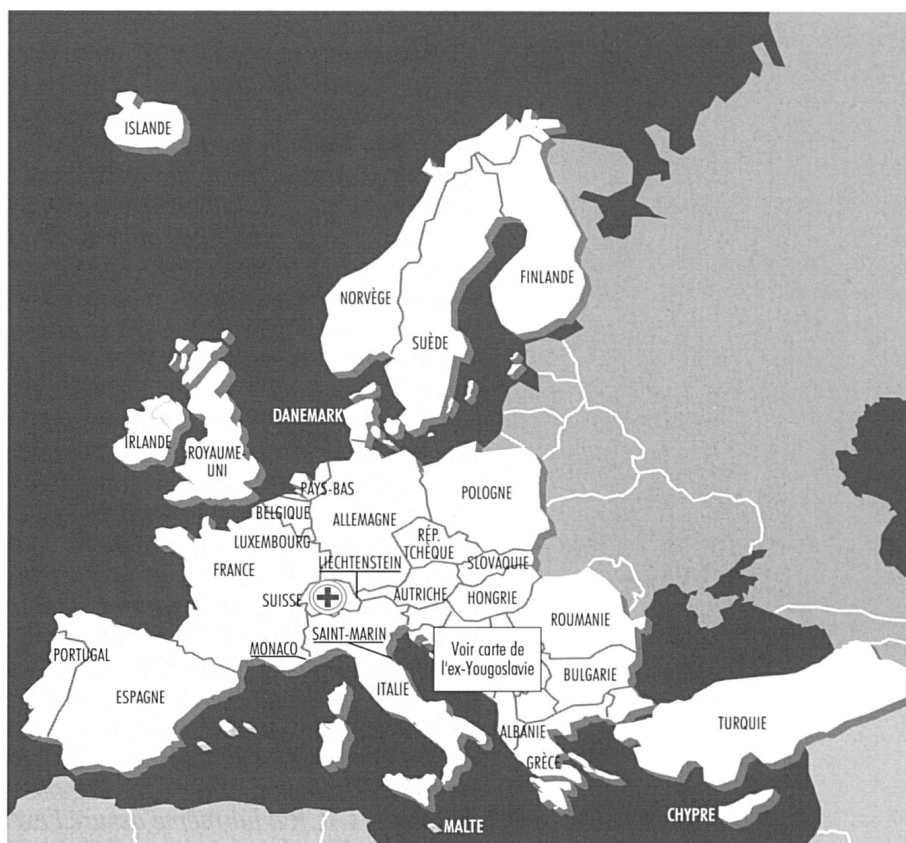 ISLANDE
NORVÈGE
FINLANDE
SUÈDE
DANEMARK
IRLANDE
ROYAUME-
UNI
PAYS-BAS
POLOGNE
BELGIQUE
ALLEMAGNE
RÉP.
TCHÈQUE
LUXEMBOURG
LIECHTENSTEIN
SLOVAQUIE
FRANCE
SUISSE
AUTRICHE
HONGRIE
ROUMANIE
SAINT-MARIN
MONACO
Voir carte de
l'ex-Yougoslavie
PORTUGAL
ESPAGNE
ITALIE
BULGARIE
ALBANIE
TURQUIE
GRÈCE
CHYPRE
MALTE